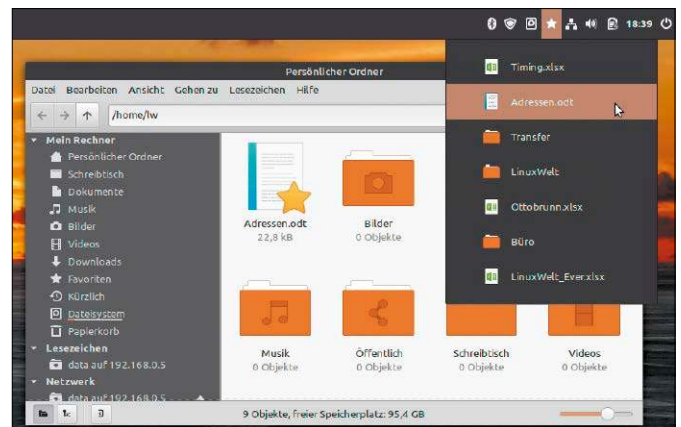 18:39
Persönlicher Ordner
Datei Bearbeiten Ansicht Gehen zu Lesezeichen Hilfe
/home/lw
Mein Rechner
Persönlicher Ordner
Schreibtisch
Dokumente
Musik
Bilder
Videos
Downloads
Favoriten
Kürzlich
Dateisystem
Papierkorb
Lesezeichen
data auf 192.168.0.5
Netzwerk
data auf 192.168.0.5
Adressen.odt
22,8 kB
Bilder
0 Objekte
Musik
0 Objekte
Öffentlich
0 Objekte
Schreibtisch
0 Objekte
Videos
0 Objekte
9 Objekte, freier Speicherplatz: 95,4 GB
Timing.xlsx
Adressen.odt
Transfer
LinuxWelt
Ottobrunn.xlsx
Büro
LinuxWelt_Ever.xlsx